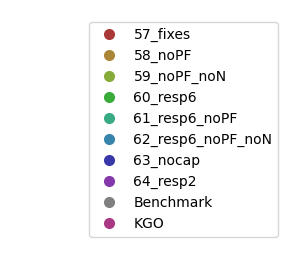 57_fixes
58_noPF
59_noPF_noN
60_resp6
61_resp6_noPF
62_resp6_noPF_noN
63_nocap
64_resp2
Benchmark
KGO